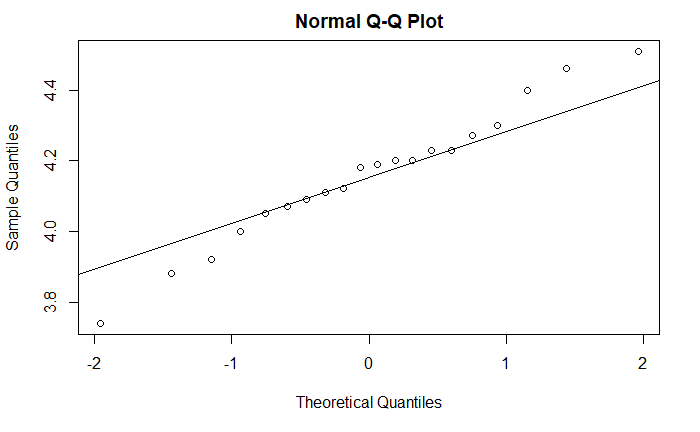 Normal Q-Q Plot
Sample Quantiles
4.4
4.2
4.0
3.8
-2 -1 0 1 2
Theoretical Quantiles